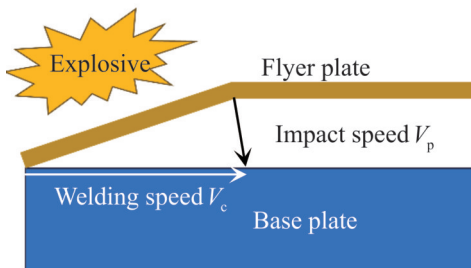 Explosive
Flyer plate
Impact speed Vp
Welding speed Vc
Base plate